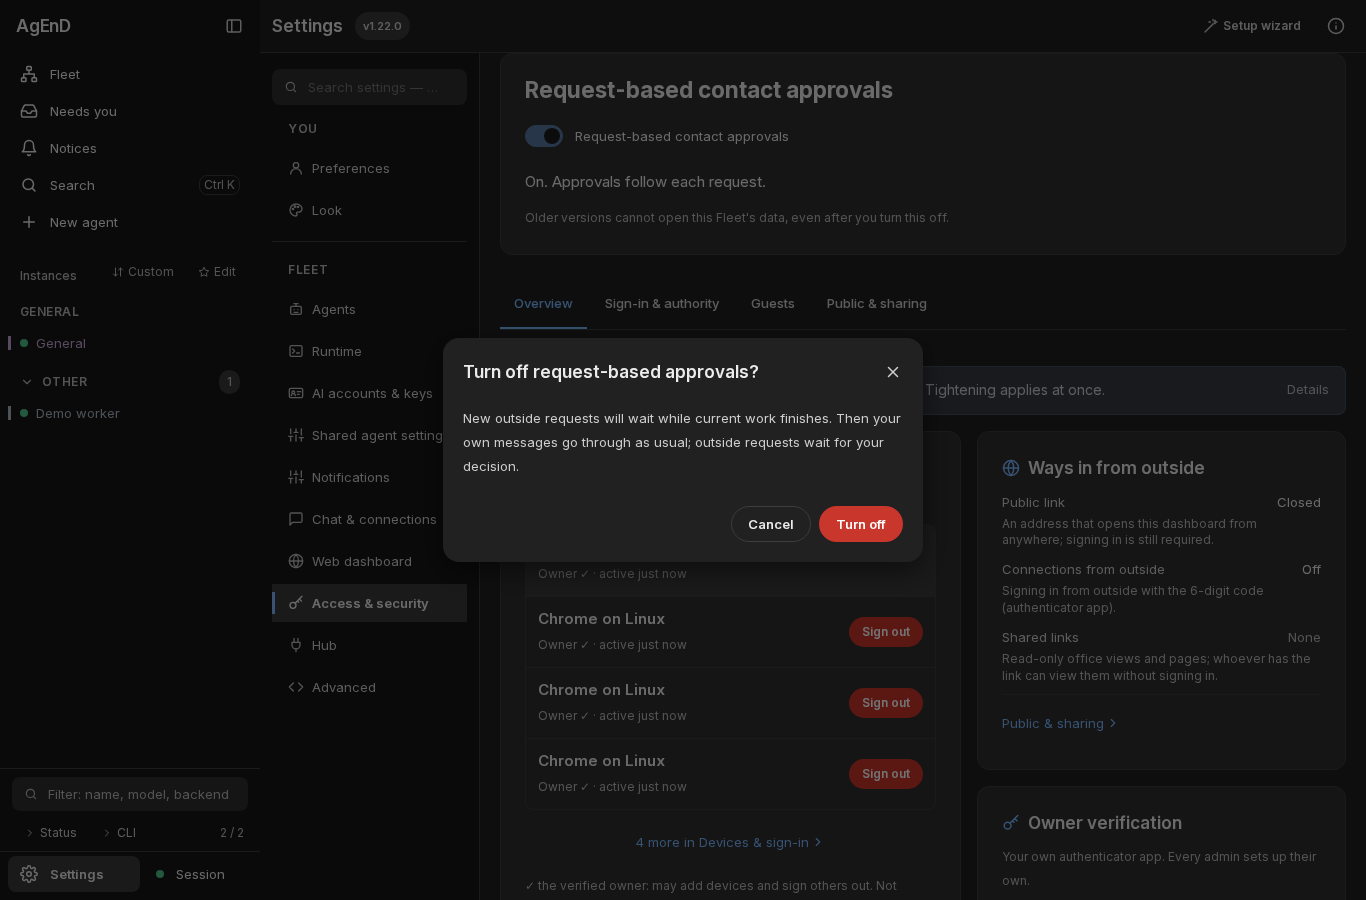 AgEnD
Fleet
Needs you
Notices
Search
Ctrl K
New agent
Instances
Custom
Edit
GENERAL
General
OTHER
1
Demo worker
Filter: name, model, backend
Status
CLI
2 / 2
Settings
Session
Settings
v1.22.0
Setup wizard
Search settings — ...
YOU
Preferences
Look
FLEET
Agents
Runtime
AI accounts & keys
Shared agent setting
Notifications
Chat & connections
Web dashboard
Access & security
Hub
Advanced
Request-based contact approvals
Request-based contact approvals
On. Approvals follow each request.
Older versions cannot open this Fleet's data, even after you turn this off.
Overview
Sign-in & authority
Guests
Public & sharing
Tightening applies at once.
Details
Turn off request-based approvals?
New outside requests will wait while current work finishes. Then your
own messages go through as usual; outside requests wait for your
decision.
Cancel
Turn off
Owner ✓ · active just now
Chrome on Linux
Owner ✓ · active just now
Sign out
Chrome on Linux
Owner ✓ · active just now
Sign out
Chrome on Linux
Owner ✓ · active just now
Sign out
4 more in Devices & sign-in
✓ the verified owner: may add devices and sign others out. Not
Ways in from outside
Public link
Closed
An address that opens this dashboard from
anywhere; signing in is still required.
Connections from outside
Off
Signing in from outside with the 6-digit code
(authenticator app).
Shared links
None
Read-only office views and pages; whoever has the
link can view them without signing in.
Public & sharing
Owner verification
Your own authenticator app. Every admin sets up their
own.